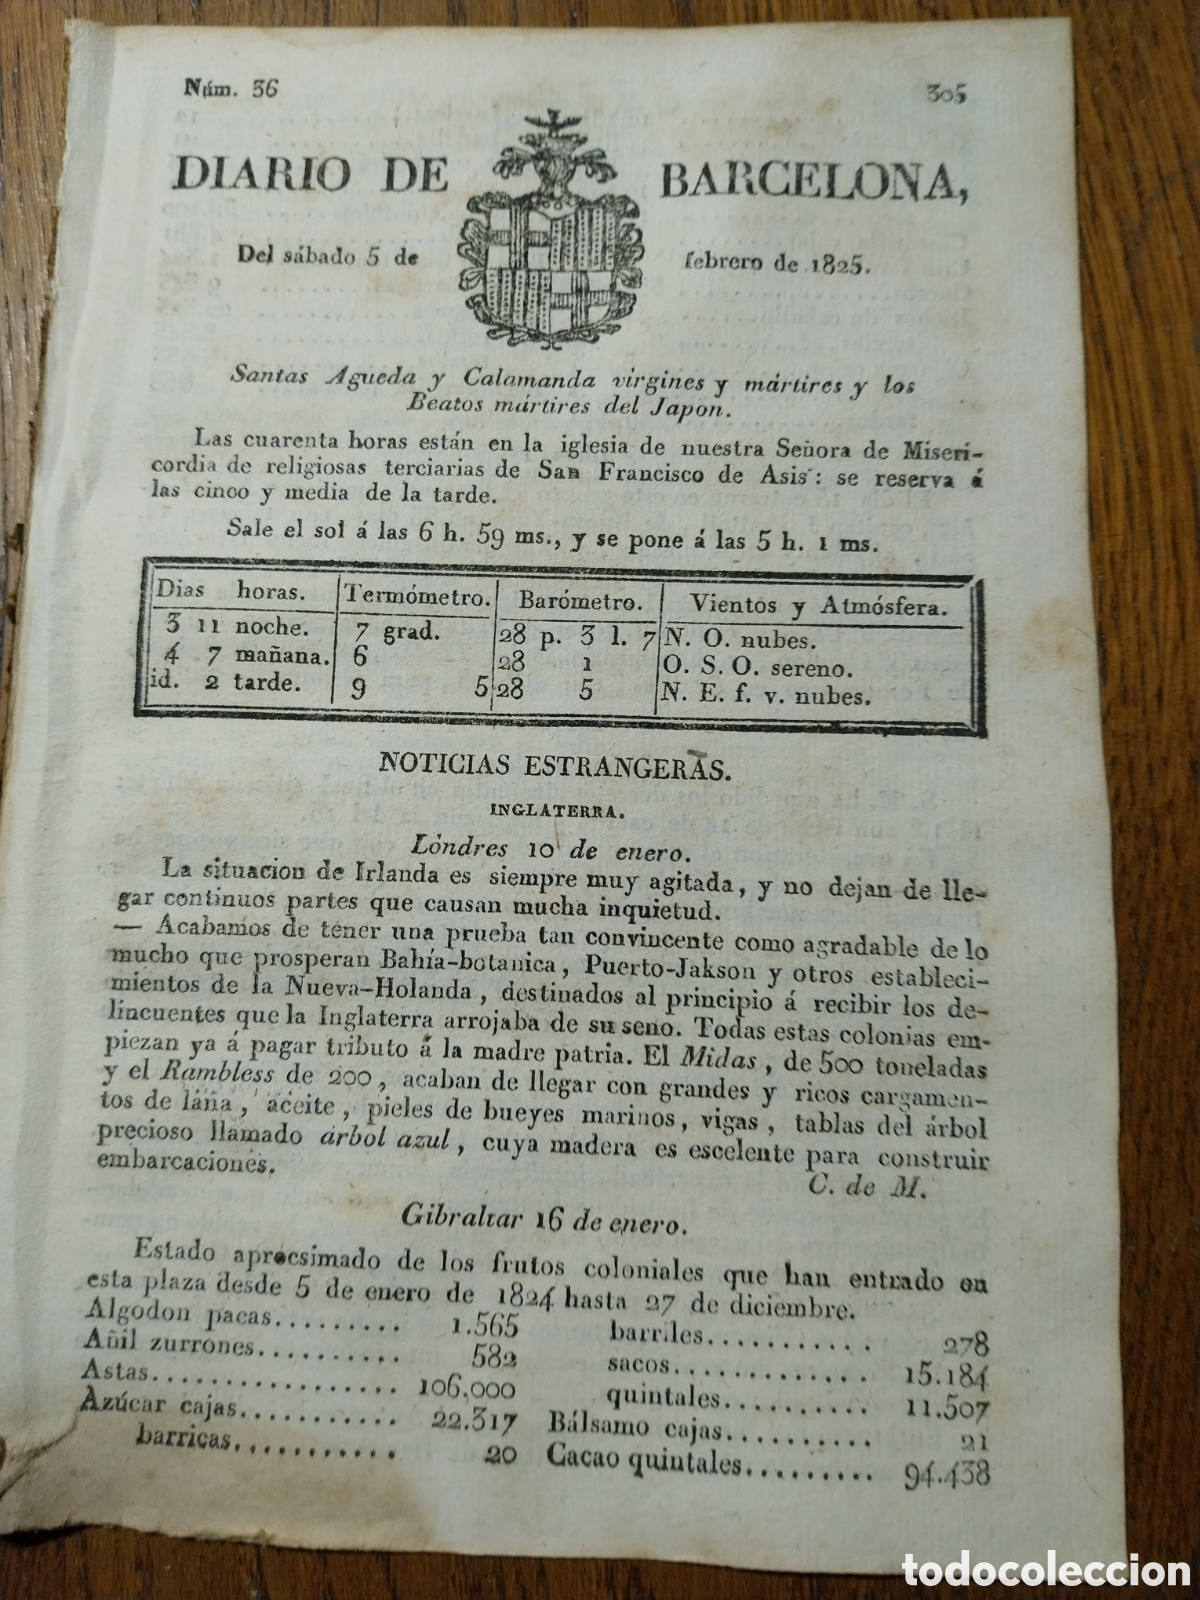 Núm. 36 305
DIARIO DE BARCELONA,
Del sábado 5 de febrero de 1825.
Santas Agueda y Calamanda virgines y mártires y los
Beatos mártires del Japon.
Las cuarenta horas están en la iglesia de nuestra Señora de Miseri-
cordia de religiosas terciarias de San Francisco de Asis: se reserva á
las cinco y media de la tarde.
Sale el sol á las 6 h. 59 ms., y se pone á las 5 h. 1 ms.
Dias horas. Termómetro. Barómetro. Vientos y Atmósfera.
3 11 noche. 7 grad. 28 p. 3 l. 7 N. O. nubes.
4 7 mañana. 6 28 1 O. S. O. sereno.
id. 2 tarde. 9 5 28 5 N. E. f. v. nubes.
NOTICIAS ESTRANGERAS.
INGLATERRA.
Lóndres 10 de enero.
La situacion de Irlanda es siempre muy agitada, y no dejan de lle-
gar continuos partes que causan mucha inquietud.
— Acabamos de tener una prueba tan convincente como agradable de lo
mucho que prosperan Bahía-botanica, Puerto-Jakson y otros estableci-
mientos de la Nueva-Holanda, destinados al principio á recibir los de-
lincuentes que la Inglaterra arrojaba de su seno. Todas estas colonias em-
piezan ya á pagar tributo á la madre patria. El Midas, de 500 toneladas
y el Rambless de 200, acaban de llegar con grandes y ricos cargamen-
tos de lana, aceite, pieles de bueyes marinos, vigas, tablas del árbol
precioso llamado árbol azul, cuya madera es escelente para construir
embarcaciones.
C. de M.
Gibraltar 16 de enero.
Estado aprocsimado de los frutos coloniales que han entrado en
esta plaza desde 5 de enero de 1824 hasta 27 de diciembre.
Algodon pacas......... 1.565
Añil zurrones.......... 582
Astas................. 106.000
Azúcar cajas........... 22.317
barricas........... 20
barriles........... 278
sacos............. 15.184
quintales.......... 11.507
Bálsamo cajas.......... 21
Cacao quintales........ 94.438
todocoleccion